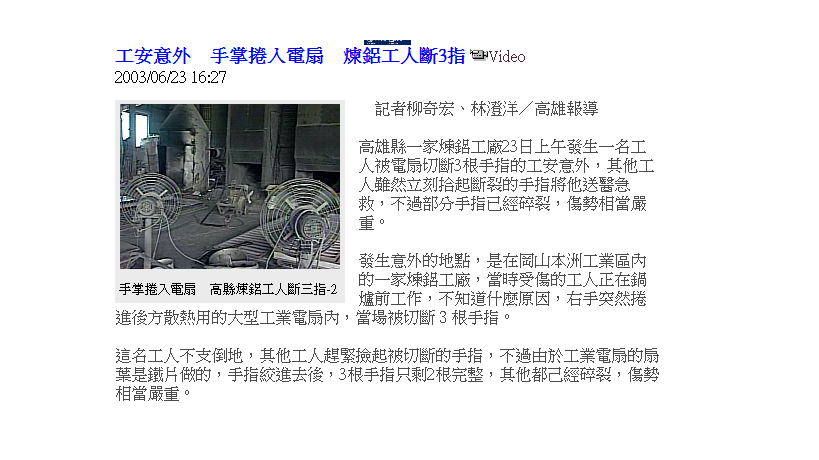 工安意外　手掌捲入電扇　煉鋁工人斷3指 Video
2003/06/23 16:27
記者柳奇宏、林澄洋／高雄報導
高雄縣一家煉鋁工廠23日上午發生一名工
人被電扇切斷3根手指的工安意外，其他工
人雖然立刻拾起斷裂的手指將他送醫急
救，不過部分手指已經碎裂，傷勢相當嚴
重。
發生意外的地點，是在岡山本洲工業區內
的一家煉鋁工廠，當時受傷的工人正在鍋
爐前工作，不知道什麼原因，右手突然捲
進後方散熱用的大型工業電扇內，當場被切斷 3 根手指。
手掌捲入電扇　高縣煉鋁工人斷三指-2
這名工人不支倒地，其他工人趕緊撿起被切斷的手指，不過由於工業電扇的扇
葉是鐵片做的，手指絞進去後，3根手指只剩2根完整，其他都已經碎裂，傷勢
相當嚴重。